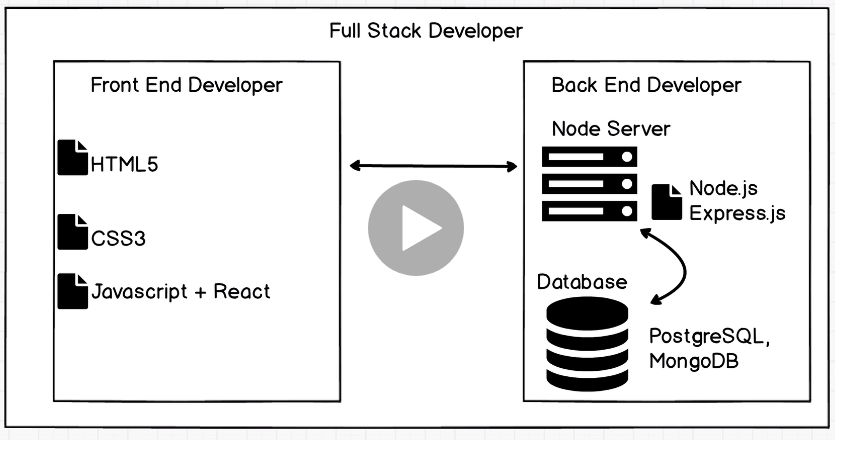 Full Stack Developer
Front End Developer
HTML5
CSS3
Javascript + React
Back End Developer
Node Server
Node.js
Express.js
Database
PostgreSQL,
MongoDB